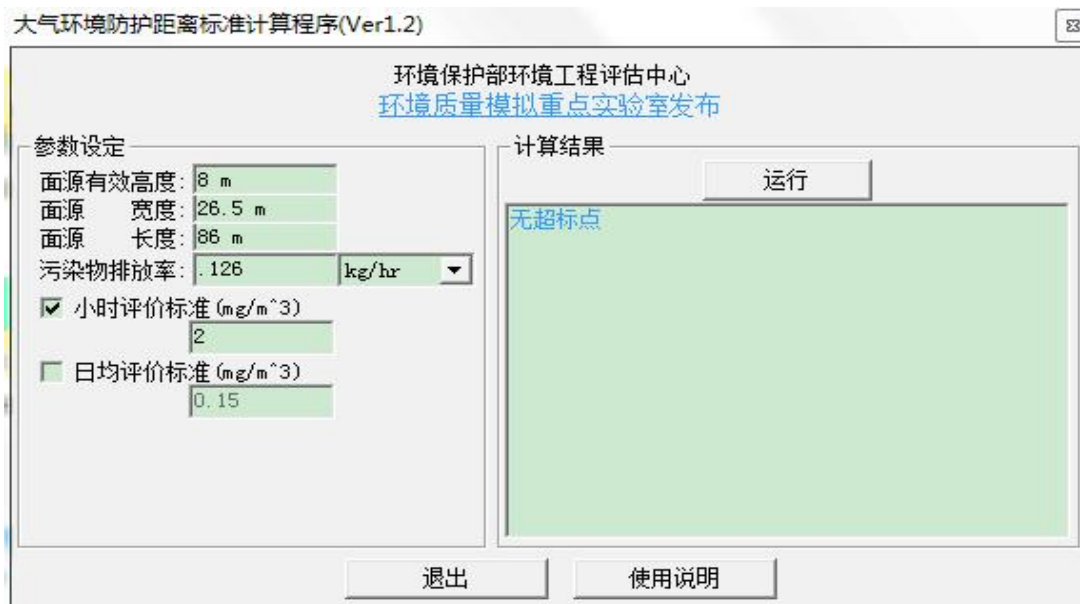 大气环境防护距离标准计算程序(Ver1.2)
环境保护部环境工程评估中心
环境质量模拟重点实验室发布
参数设定
面源有效高度: 8 m
面源 宽度: 26.5 m
面源 长度: 86 m
污染物排放率: .126 kg/hr
小时评价标准(mg/m^3)
2
日均评价标准(mg/m^3)
0.15
计算结果
运行
无超标点
退出 使用说明